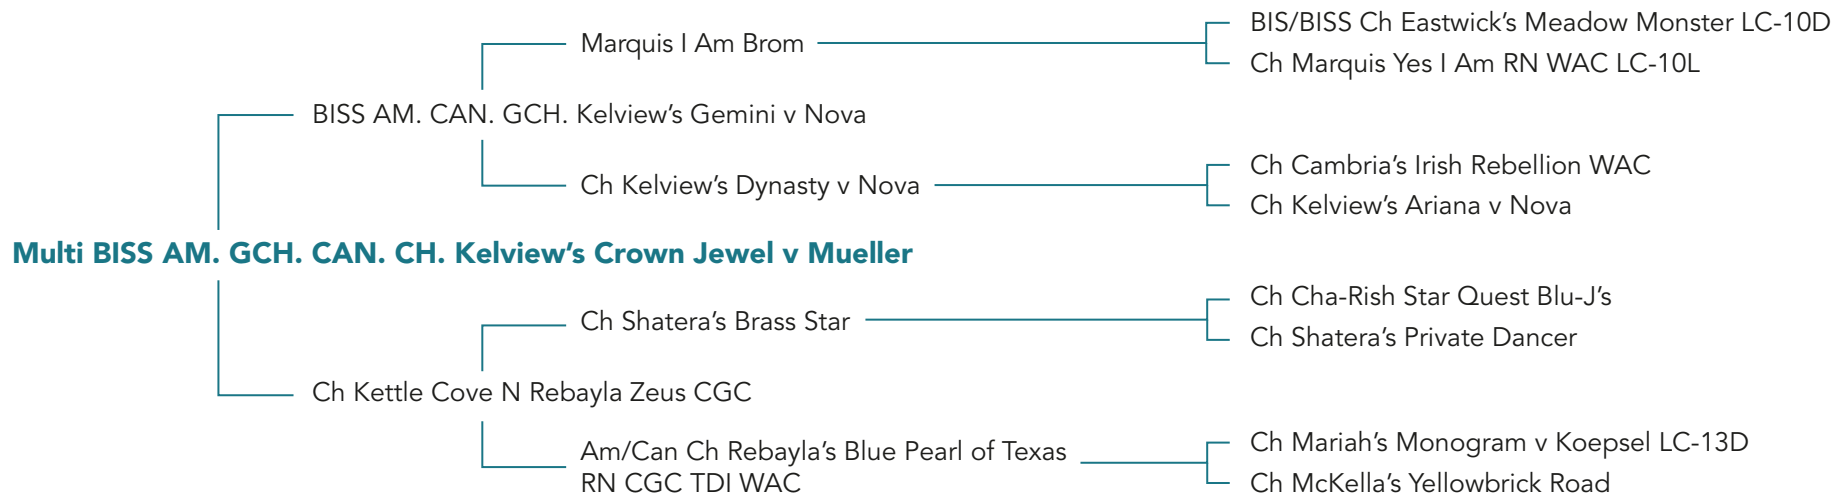 BIS/BISS Ch Eastwick’s Meadow Monster LC-10D
Marquis I Am Brom
Ch Marquis Yes I Am RN WAC LC-10L
BISS AM. CAN. GCH. Kelview’s Gemini v Nova
Ch Cambria’s Irish Rebellion WAC
Ch Kelview’s Dynasty v Nova
Ch Kelview’s Ariana v Nova
Multi BISS AM. GCH. CAN. CH. Kelview’s Crown Jewel v Mueller
Ch Cha-Rish Star Quest Blu-J’s
Ch Shatera’s Brass Star
Ch Shatera’s Private Dancer
Ch Kettle Cove N Rebayla Zeus CGC
Ch Mariah’s Monogram v Koepsel LC-13D
Am/Can Ch Rebayla’s Blue Pearl of Texas
RN CGC TDI WAC
Ch McKella’s Yellowbrick Road